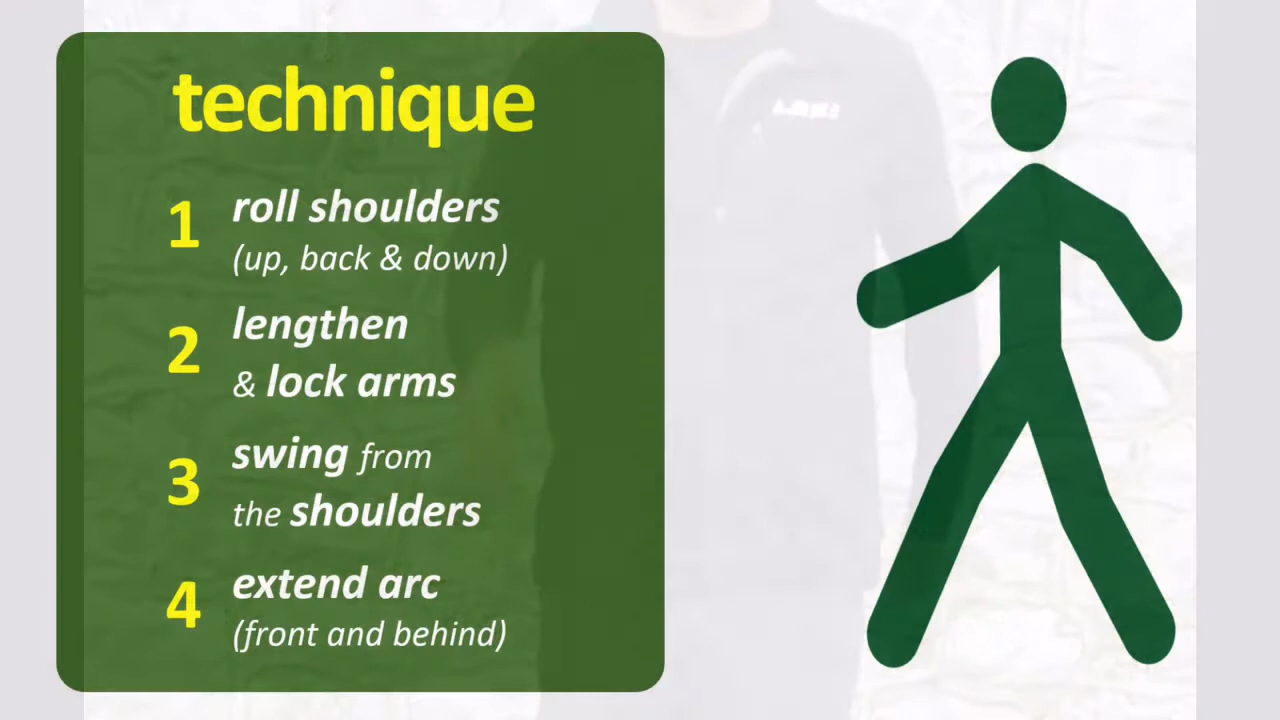 technique
1 roll shoulders
(up, back & down)
2 lengthen
& lock arms
3 swing from
the shoulders
4 extend arc
(front and behind)